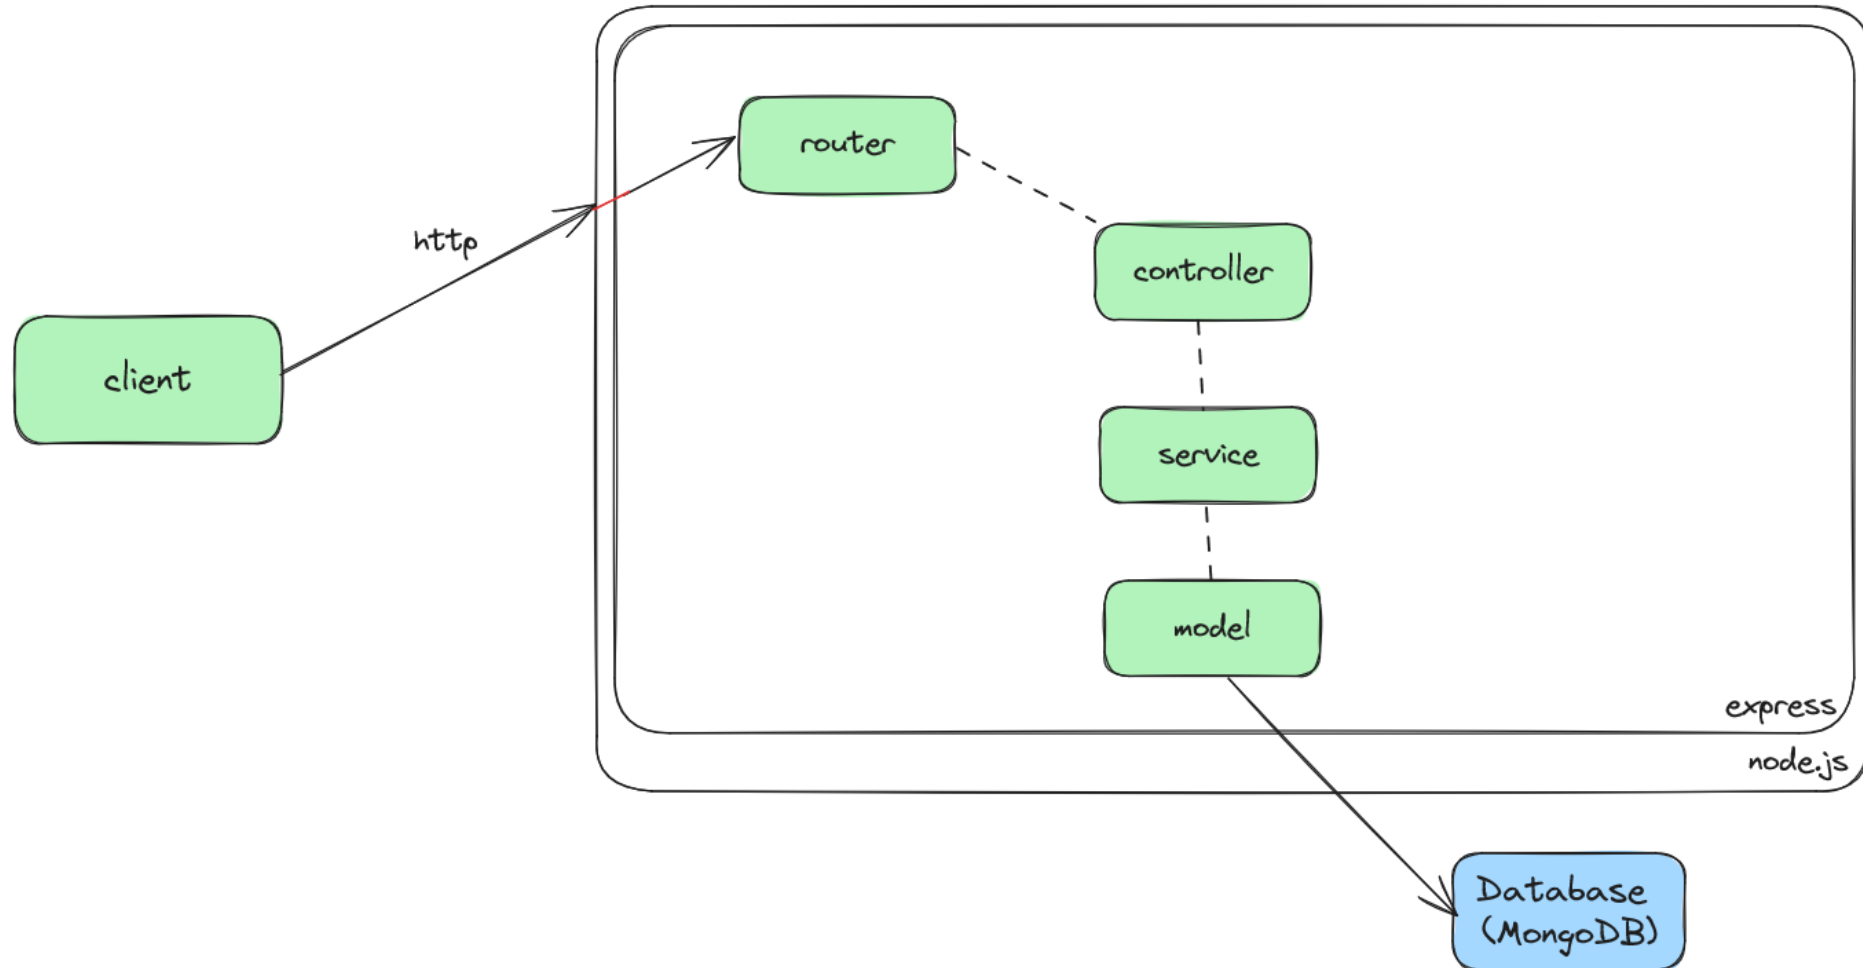 router
http
controller
client
service
model
express
node.js
Database
(MongoDB)